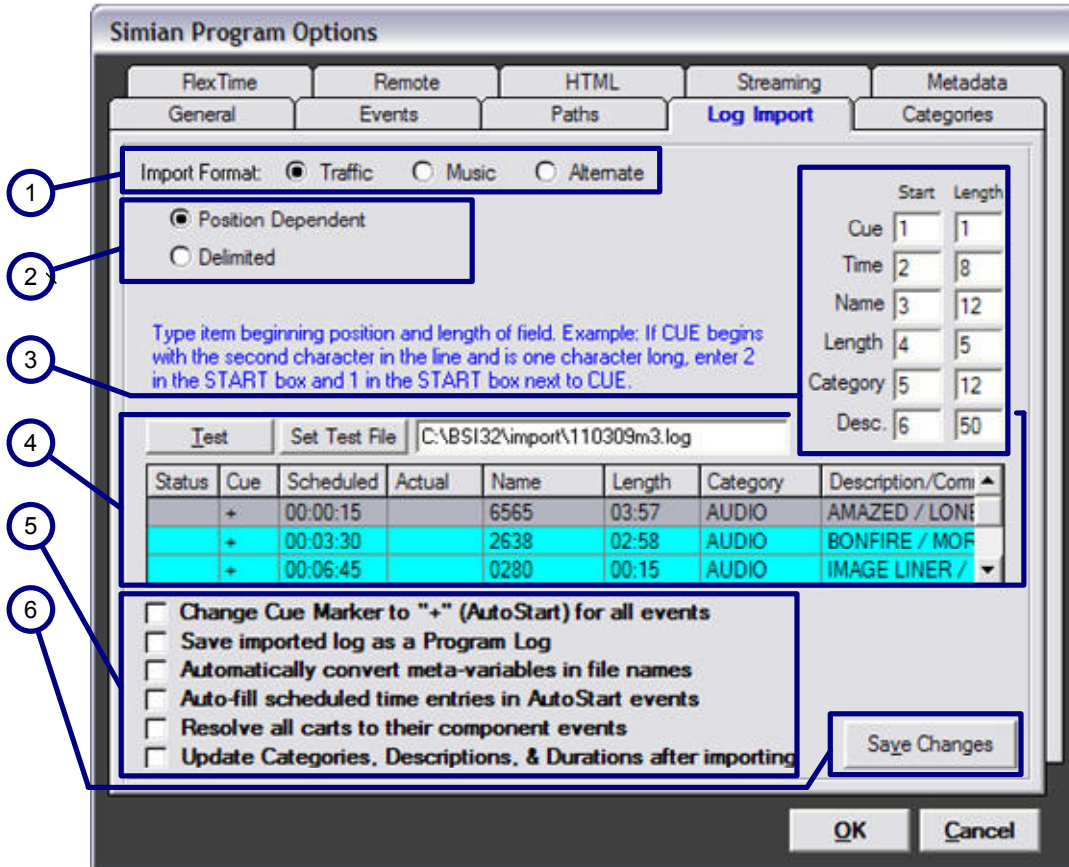 Simian Program Options
FlexTime Remote HTML Streaming Metadata
General Events Paths Log Import Categories
1
Import Format: Traffic Music Alternate
Position Dependent
2
Delimited
Start Length
Cue 1 1
Time 2 8
Name 3 12
Length 4 5
Category 5 12
Desc. 6 50
3
Type item beginning position and length of field. Example: If CUE begins
with the second character in the line and is one character long, enter 2
in the START box and 1 in the START box next to CUE.
4
Test Set Test File C:\BSI32\import\110309m3.log
Status Cue Scheduled Actual Name Length Category Description/Com
+ 00:00:15 6565 03:57 AUDIO AMAZED / LONE
+ 00:03:30 2638 02:58 AUDIO BONFIRE / MOR
+ 00:06:45 0280 00:15 AUDIO IMAGE LINER /
5
6
Change Cue Marker to "+" (AutoStart) for all events
Save imported log as a Program Log
Automatically convert meta-variables in file names
Auto-fill scheduled time entries in AutoStart events
Resolve all carts to their component events
Update Categories, Descriptions, & Durations after importing
Save Changes
OK Cancel